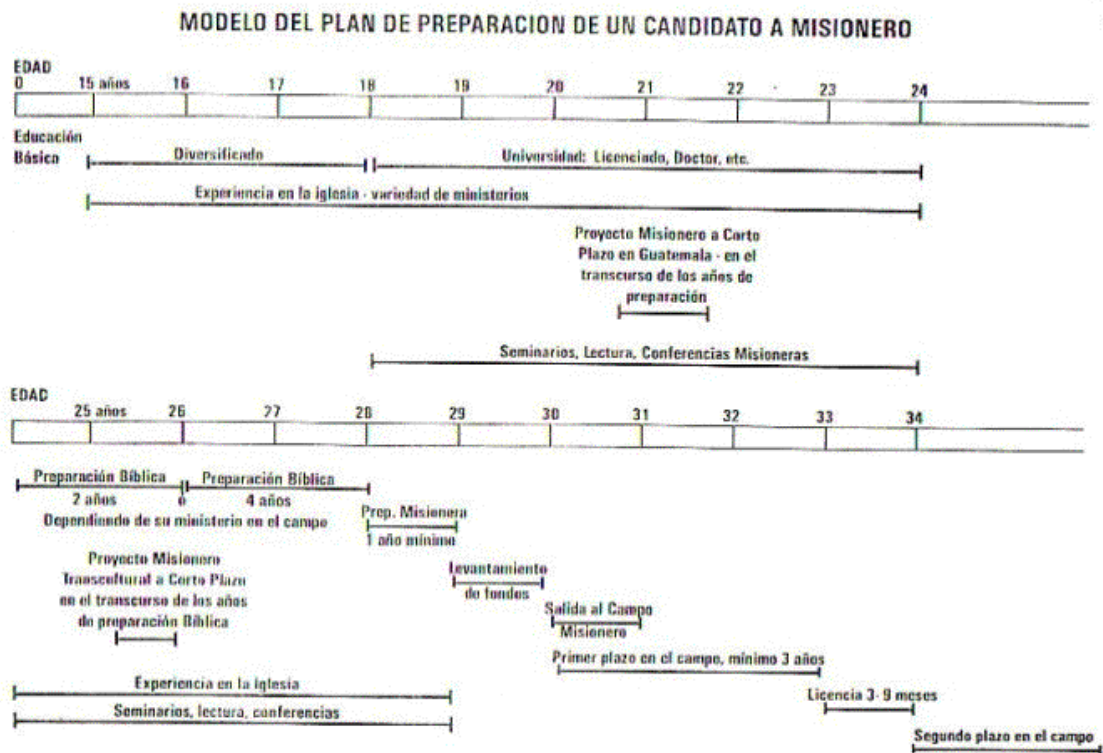 MODELO DEL PLAN DE PREPARACION DE UN CANDIDATO A MISIONERO
EDAD
0 15 años 16 17 18 19 20 21 22 23 24
Educación
Básica
Diversificado
Universidad: Licenciado, Doctor, etc.
Experiencia en la iglesia - variedad de ministerios
Proyecto Misionero a Corto
Plazo en Guatemala - en el
transcurso de los años de
preparación
Seminarios, Lectura, Conferencias Misioneras
EDAD
25 años 26 27 28 29 30 31 32 33 34
Preparación Bíblica Preparación Bíblica
2 años ó 4 años
Dependiendo de su ministerio en el campo
Prep. Misionera
1 año mínimo
Proyecto Misionero
Transcultural a Corto Plazo
en el transcurso de los años
de preparación Bíblica
Levantamiento
de fondos
Salida al Campo
Misionero
Primer plazo en el campo, mínimo 3 años
Experiencia en la iglesia
Licencia 3-9 meses
Seminarios, lectura, conferencias
Segundo plazo en el campo